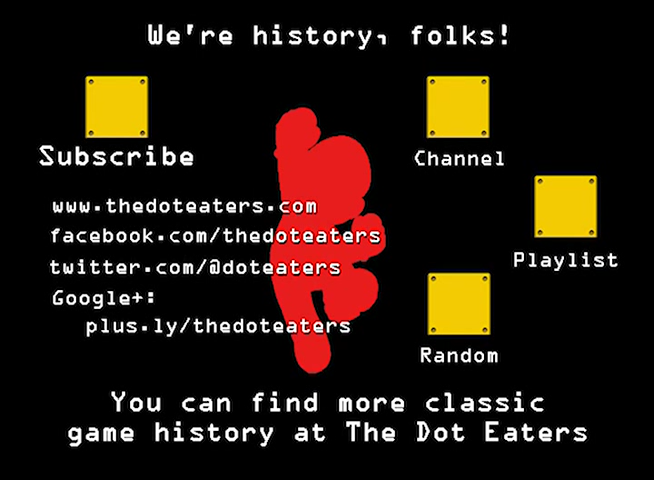 We're history, folks!
Subscribe
Channel
www.thedoteaters.com
facebook.com/thedoteaters
twitter.com/@doteaters
Google+:
plus.ly/thedoteaters
Playlist
Random
You can find more classic
game history at The Dot Eaters